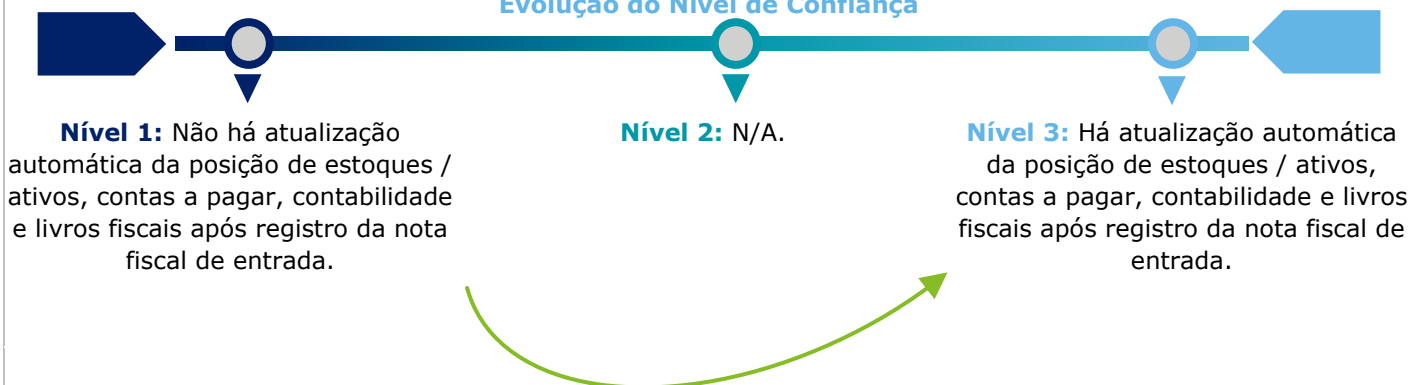 Evolução do Nível de Confiança
Nível 1: Não há atualização
automática da posição de estoques /
ativos, contas a pagar, contabilidade
e livros fiscais após registro da nota
fiscal de entrada.
Nível 2: N/A.
Nível 3: Há atualização automática
da posição de estoques / ativos,
contas a pagar, contabilidade e livros
fiscais após registro da nota fiscal de
entrada.